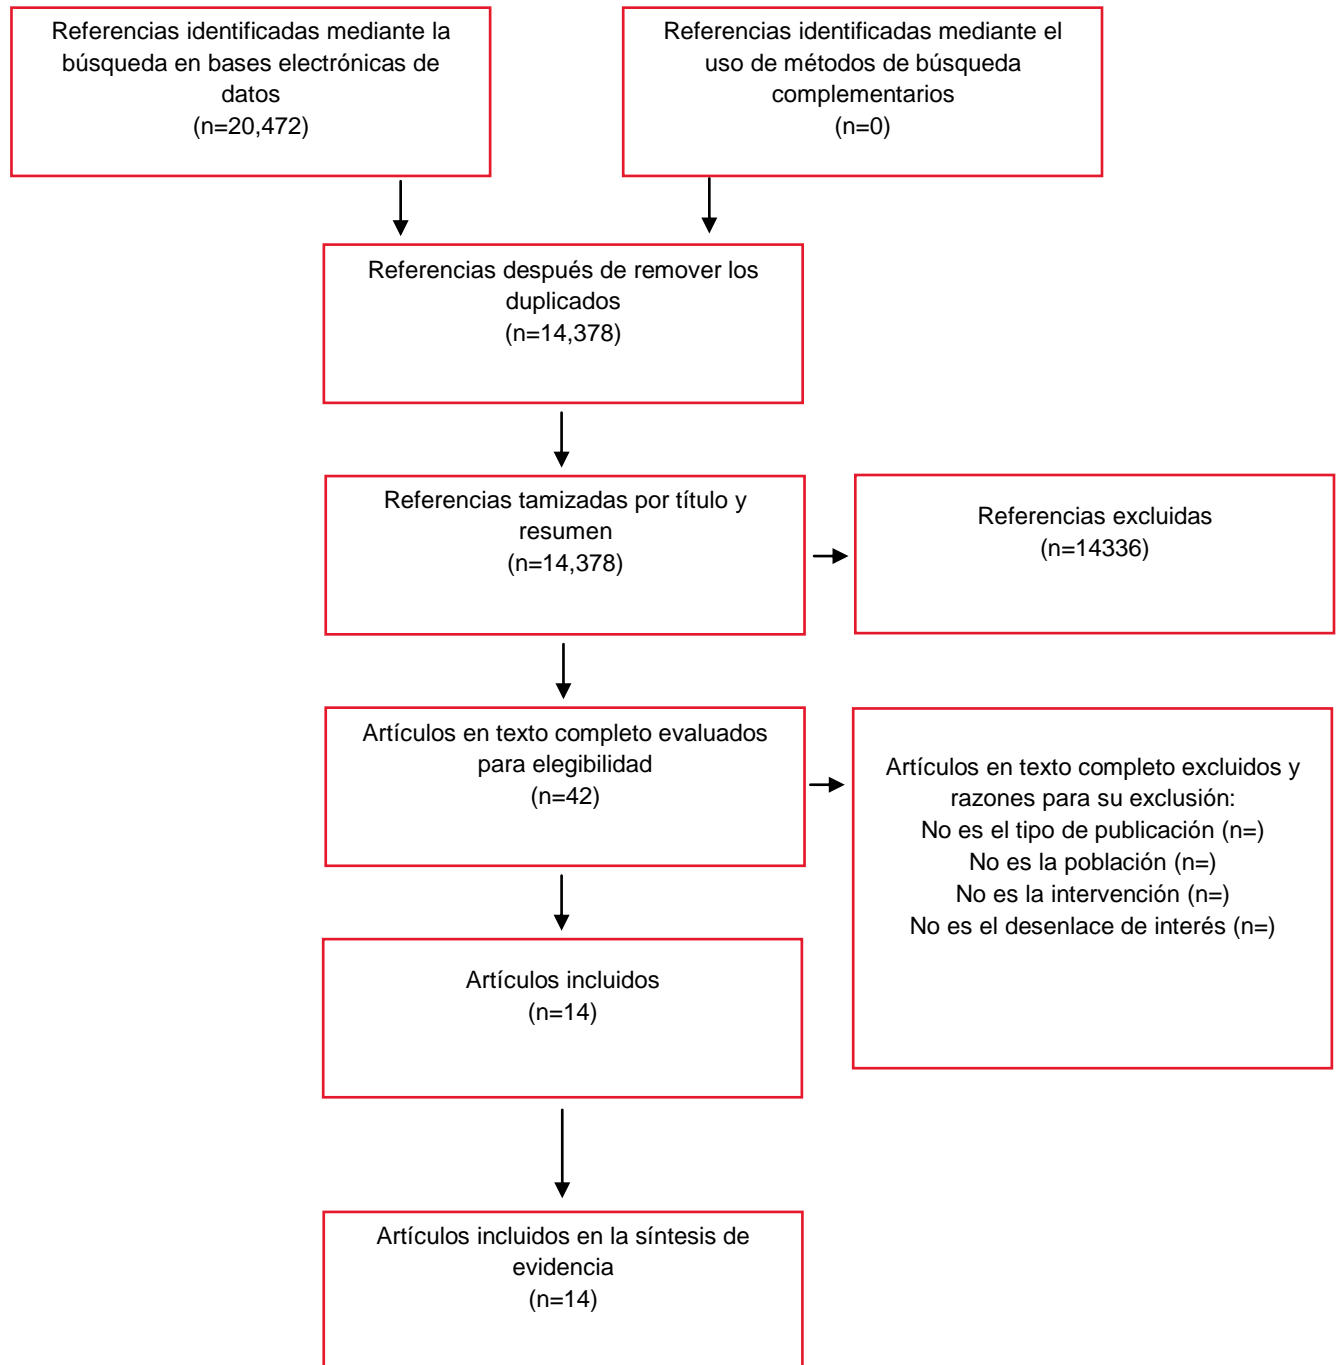 Referencias identificadas mediante la
búsqueda en bases electrónicas de
datos
(n=20,472)
Referencias identificadas mediante el
uso de métodos de búsqueda
complementarios
(n=0)
Referencias después de remover los
duplicados
(n=14,378)
Referencias tamizadas por título y
resumen
(n=14,378)
Referencias excluidas
(n=14336)
Artículos en texto completo evaluados
para elegibilidad
(n=42)
Artículos en texto completo excluidos y
razones para su exclusión:
No es el tipo de publicación (n=)
No es la población (n=)
No es la intervención (n=)
No es el desenlace de interés (n=)
Artículos incluidos
(n=14)
Artículos incluidos en la síntesis de
evidencia
(n=14)